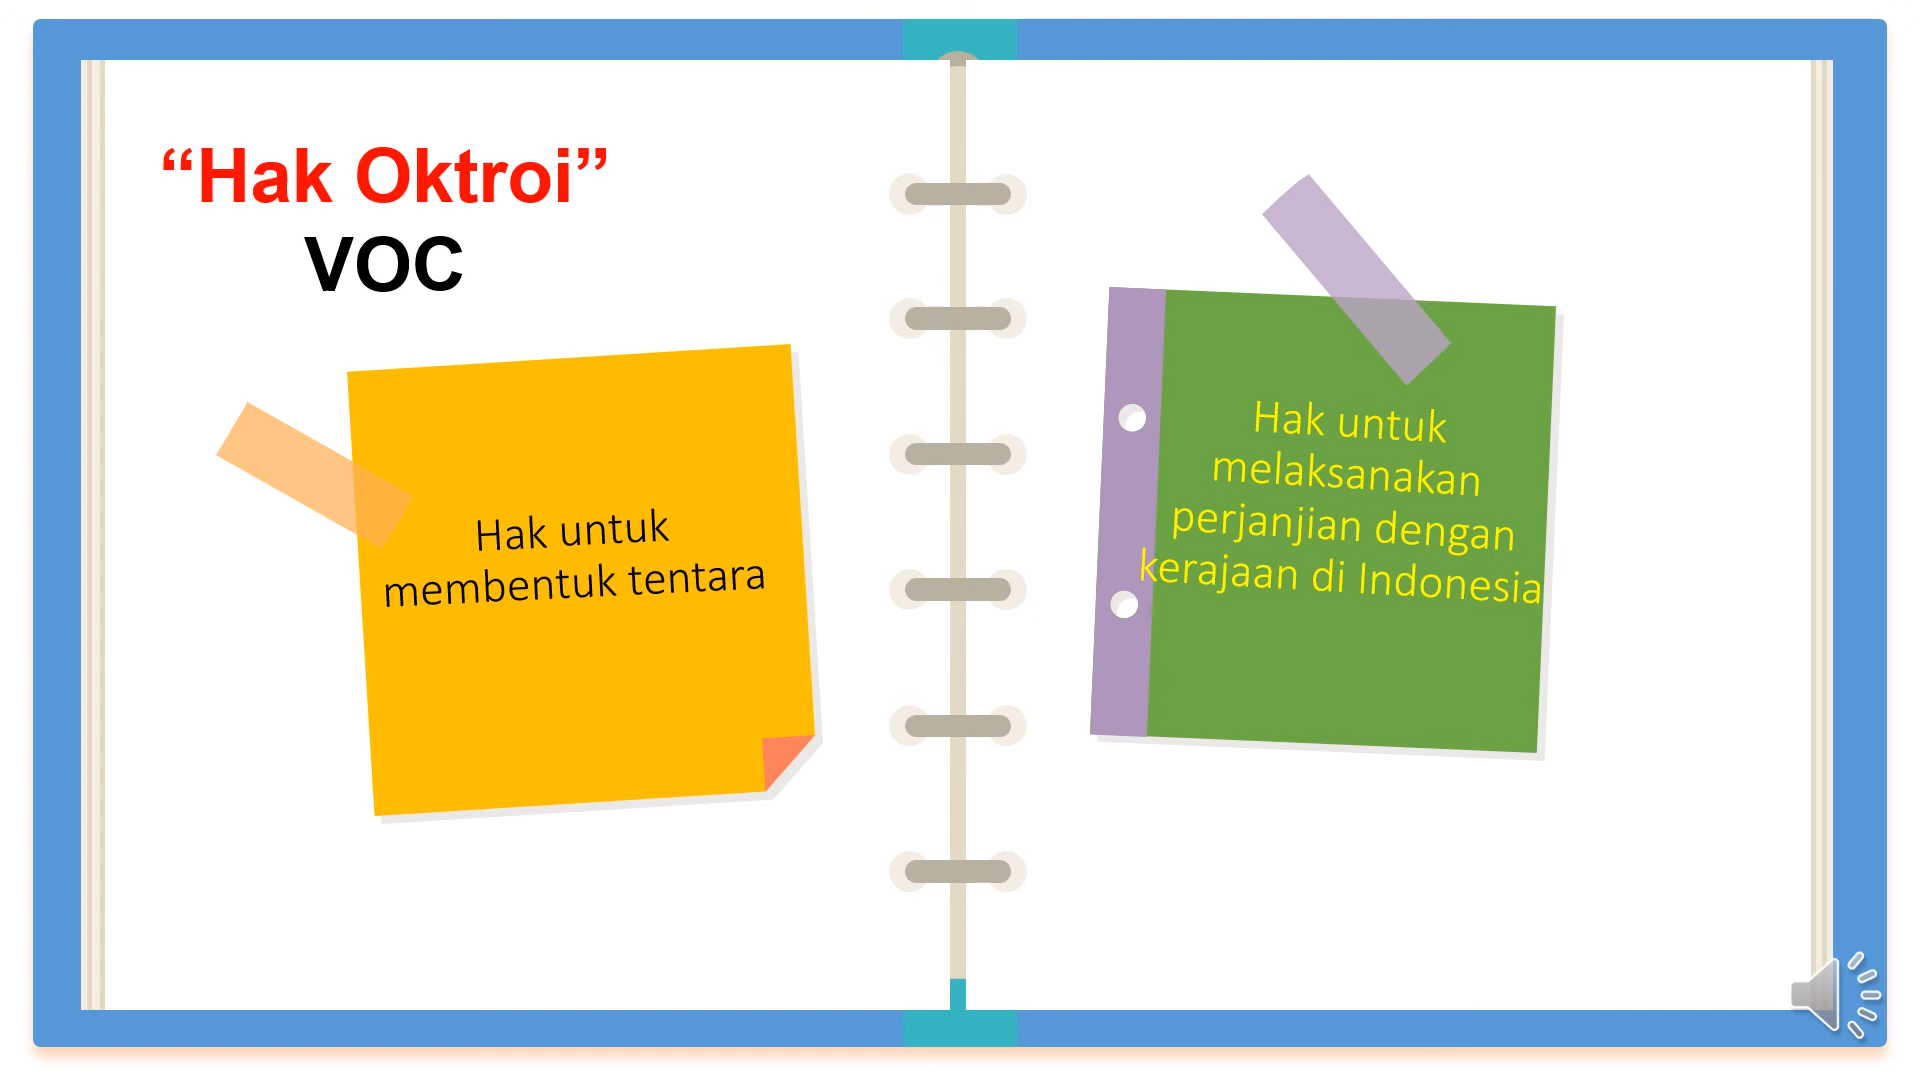 “Hak Oktroi”
VOC
Hak untuk
membentuk tentara
Hak untuk
melaksanakan
perjanjian dengan
kerajaan di Indonesia